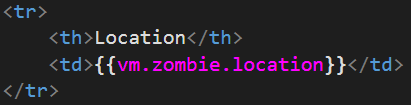 <tr>
    <th>Location</th>
    <td>{{vm.zombie.location}}</td>
</tr>